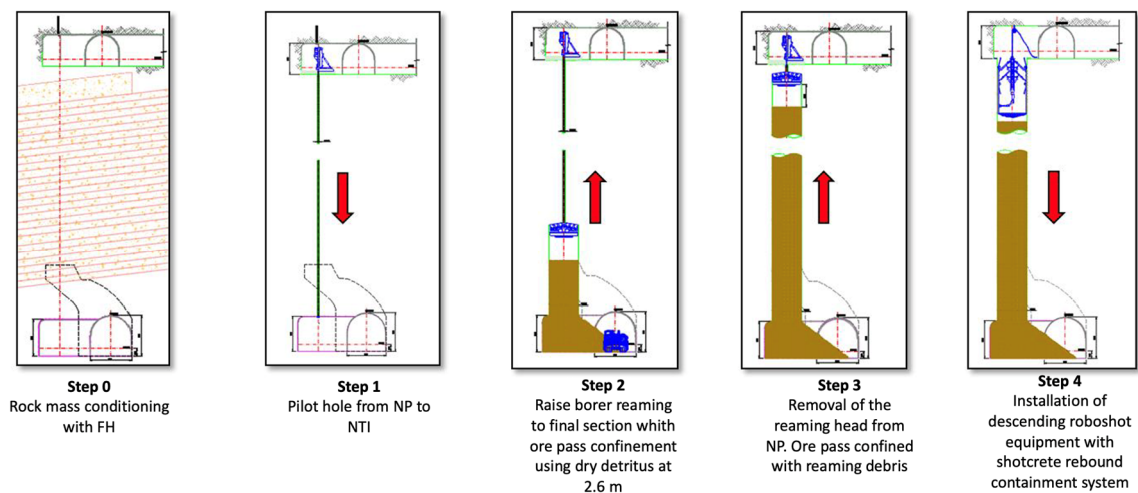 Step 0
Rock mass conditioning
with FH
Step 1
Pilot hole from NP to
NTI
Step 2
Raise borer reaming
to final section whith
ore pass confinement
using dry detritus at
2.6 m
Step 3
Removal of the
reaming head from
NP. Ore pass confined
with reaming debris
Step 4
Installation of
descending roboshot
equipment with
shotcrete rebound
containment system